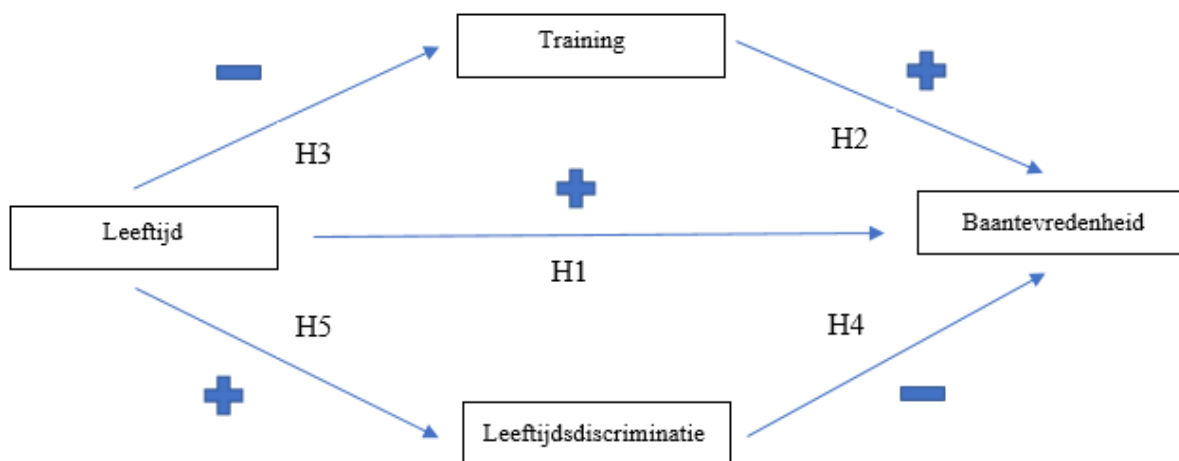 Training
H3
H2
Leeftijd
H1
Baantevredenheid
H5
H4
Leeftijdsdiscriminatie